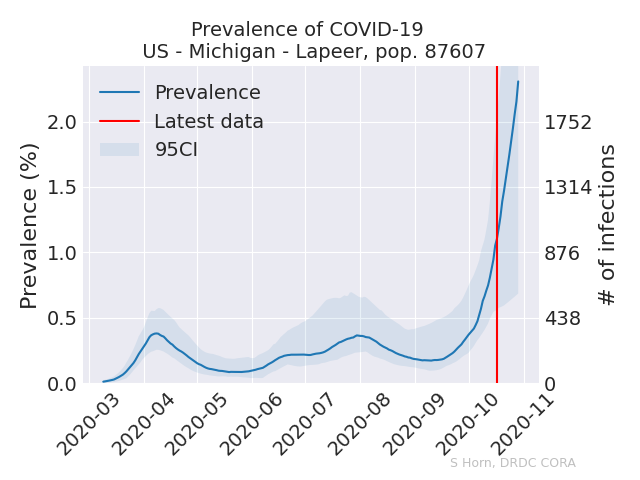 Prevalence of COVID-19
US - Michigan - Lapeer, pop. 87607
Prevalence
Latest data
95CI
Prevalence (%)
2.0
1.5
1.0
0.5
0.0
1752
1314
876
438
0
# of infections
2020-03
2020-04
2020-05
2020-06
2020-07
2020-08
2020-09
2020-10
2020-11
S Horn, DRDC CORA